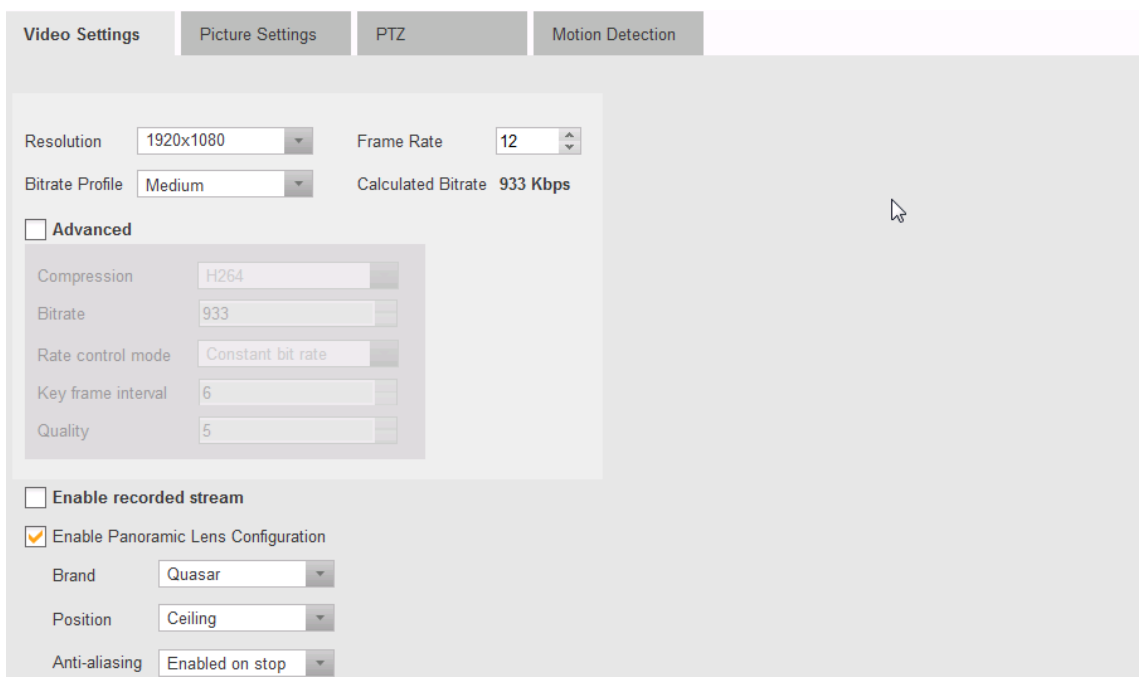 Video Settings Picture Settings PTZ Motion Detection
Resolution 1920x1080 Frame Rate 12
Bitrate Profile Medium Calculated Bitrate 933 Kbps
Advanced
Compression H264
Bitrate 933
Rate control mode Constant bit rate
Key frame interval 6
Quality 5
Enable recorded stream
Enable Panoramic Lens Configuration
Brand Quasar
Position Ceiling
Anti-aliasing Enabled on stop